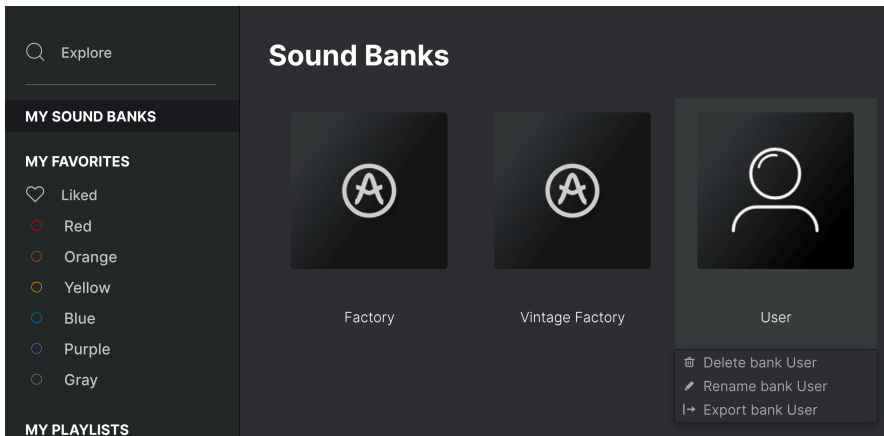 Explore
MY SOUND BANKS
MY FAVORITES
Liked
Red
Orange
Yellow
Blue
Purple
Gray
MY PLAYLISTS
Sound Banks
Factory
Vintage Factory
User
Delete bank User
Rename bank User
Export bank User